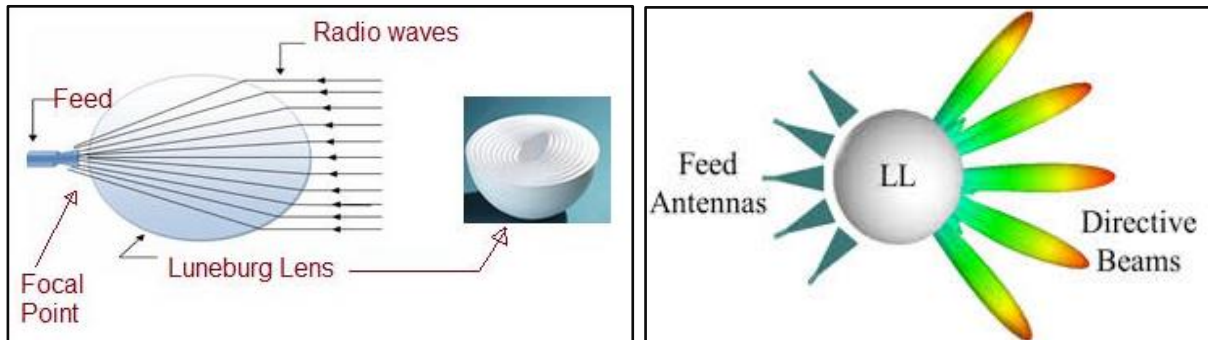 Radio waves
Feed
Luneburg Lens
Focal
Point
Feed
Antennas
LL
Directive
Beams